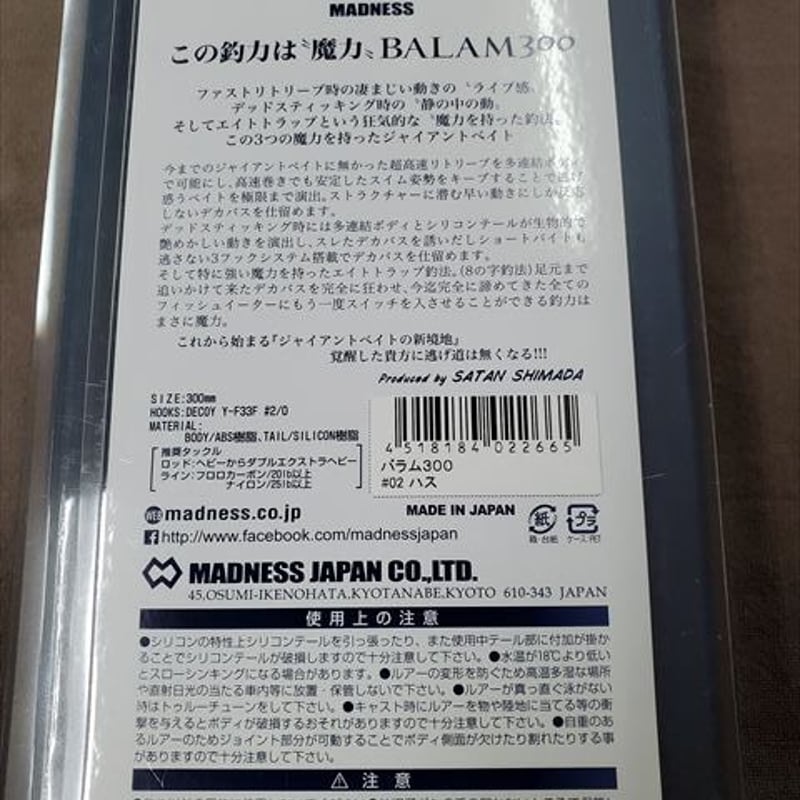 MADNESS
この釣力は〝魔力〟BALAM300
ファストリトリーブ時の凄まじい動きの〝ライブ感〟
デッドスティッキング時の〝静の中の動〟
そしてエイトトラップという狂気的な〝魔力を持った釣法〟
この3つの魔力を持ったジャイアントベイト
今までのジャイアントベイトに無かった超高速リトリーブを多連結ボディ
で可能にし、高速巻きでも安定したスイム姿勢をキープすることで逃げ
惑うベイトを極限まで演出。ストラクチャーに潜む早い動きにしか反応
しないデカバスを仕留めます。
デッドスティッキング時には多連結ボディとシリコンテールが生物的で
艶めかしい動きを演出し、スレたデカバスを誘いだしショートバイトも
逃さない3フックシステム搭載でデカバスを仕留めます。
そして特に強い魔力を持ったエイトトラップ釣法。(8の字釣法)足元まで
追いかけて来たデカバスを完全に狂わせ、今迄完全に諦めてきた全ての
フィッシュイーターにもう一度スイッチを入させることができる釣力は
まさに魔力。
これから始まる『ジャイアントベイトの新境地』
覚醒した貴方に逃げ道は無くなる!!!
Produced by SATAN SHIMADA
SIZE:300mm
HOOKS:DECOY Y-F33F #2/0
MATERIAL:
BODY/ABS樹脂、TAIL/SILICON樹脂
推奨タックル
ロッド:ヘビーからダブルエクストラヘビー
ライン:フロロカーボン/20lb以上
ナイロン/25lb以上
4 518184 022665
バラム300
#02 ハス
WEB madness.co.jp
MADE IN JAPAN
http://www.facebook.com/madnessjapan
紙
箱・台紙
プラ
ケース:PET
MADNESS JAPAN CO.,LTD.
45,OSUMI-IKENOHATA,KYOTANABE,KYOTO 610-343 JAPAN
使用上の注意
●シリコンの特性上シリコンテールを引っ張ったり、また使用中テール部に付加が掛か
ることでシリコンテールが破損しますので十分注意して下さい。●水温が18℃より低い
とスローシンキングになる場合があります。●ルアーの変形を防ぐため高温多湿な場所
や直射日光の当たる車内等に放置・保管しないで下さい。●ルアーが真っ直ぐ泳がない
時はトゥルーチューンをして下さい。●キャスト時にルアーを物や陸地に当てる等の衝
撃を与えるとボディが破損するおそれがありますので十分注意して下さい。●自重のあ
るルアーのためジョイント部分が可動することでボディ側面が欠けたり割れたりする事
がありますので十分注意して下さい。
⚠ 注意